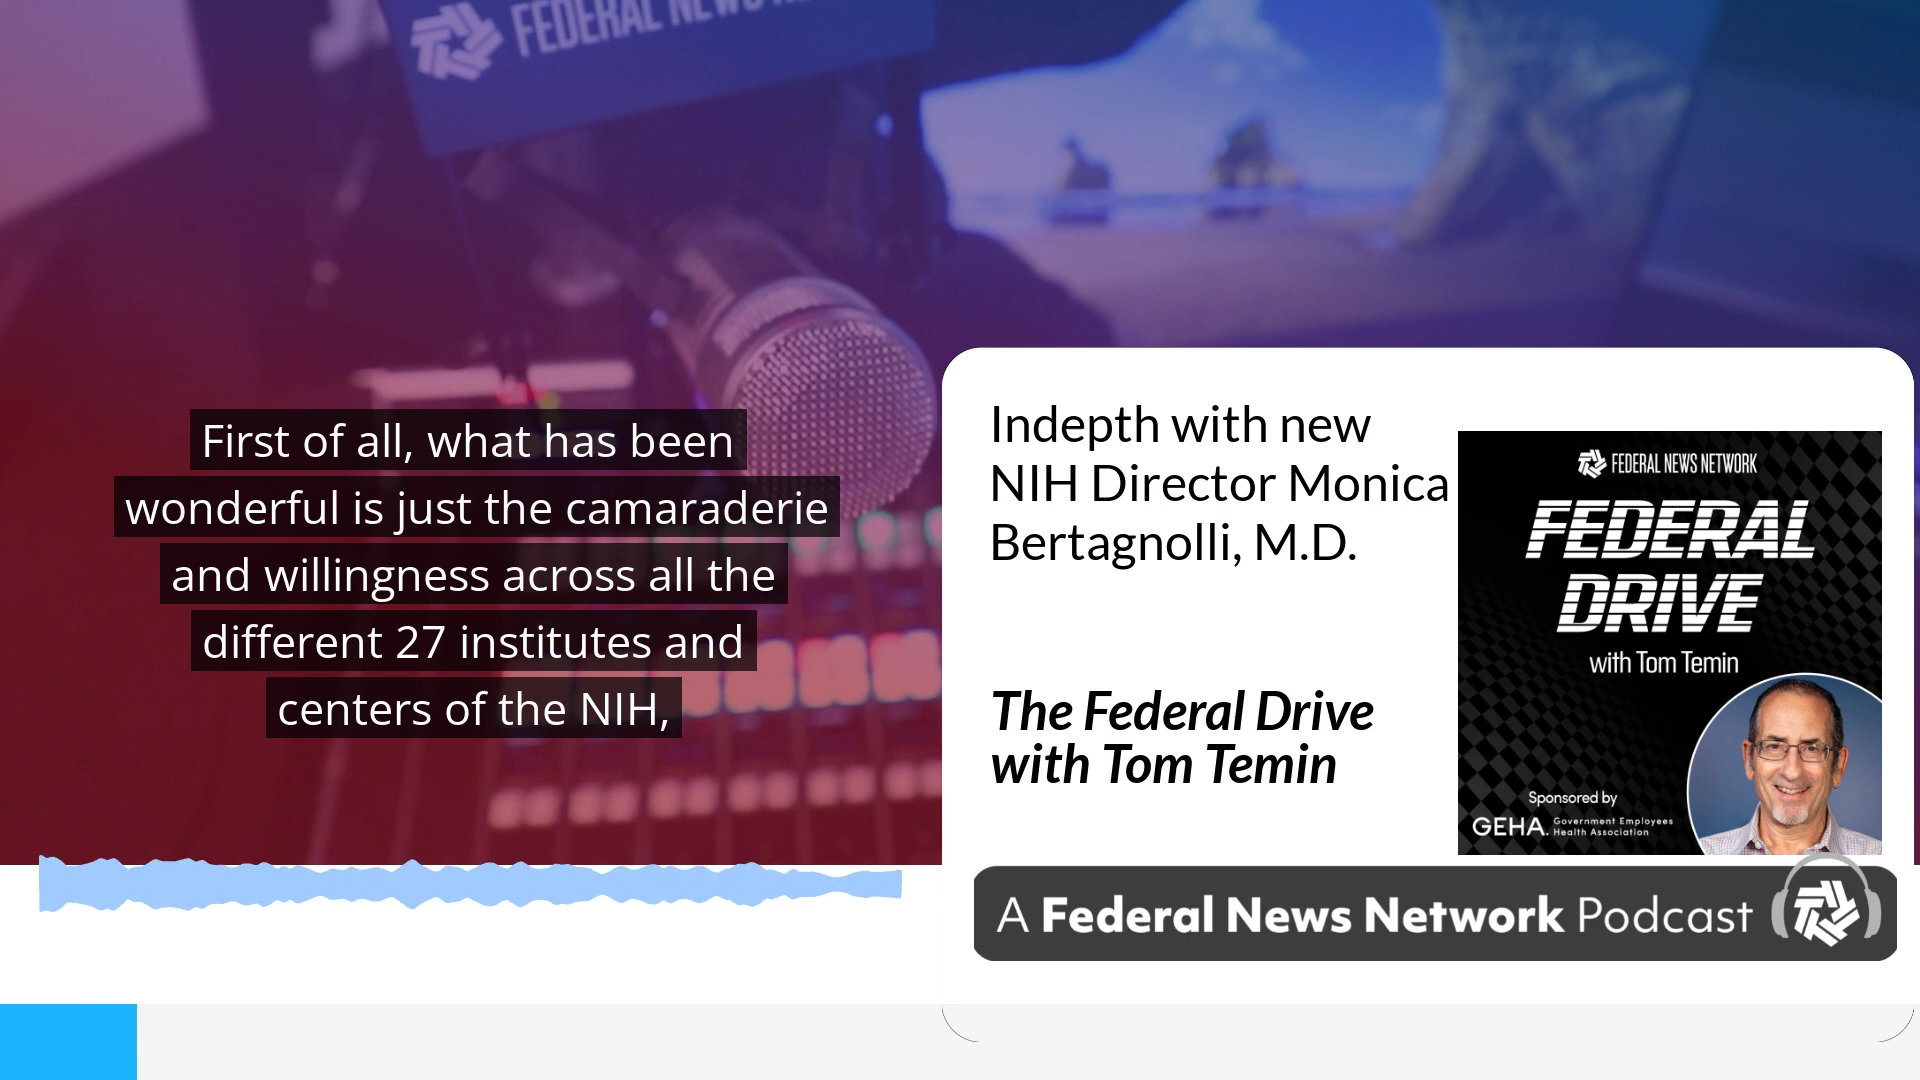 FEDERAL NEWS
First of all, what has been
wonderful is just the camaraderie
and willingness across all the
different 27 institutes and
centers of the NIH,
Indepth with new
NIH Director Monica
Bertagnolli, M.D.
The Federal Drive
with Tom Temin
FEDERAL NEWS NETWORK
FEDERAL
DRIVE
with Tom Temin
Sponsored by
GEHA. Government Employees
Health Association
A Federal News Network Podcast